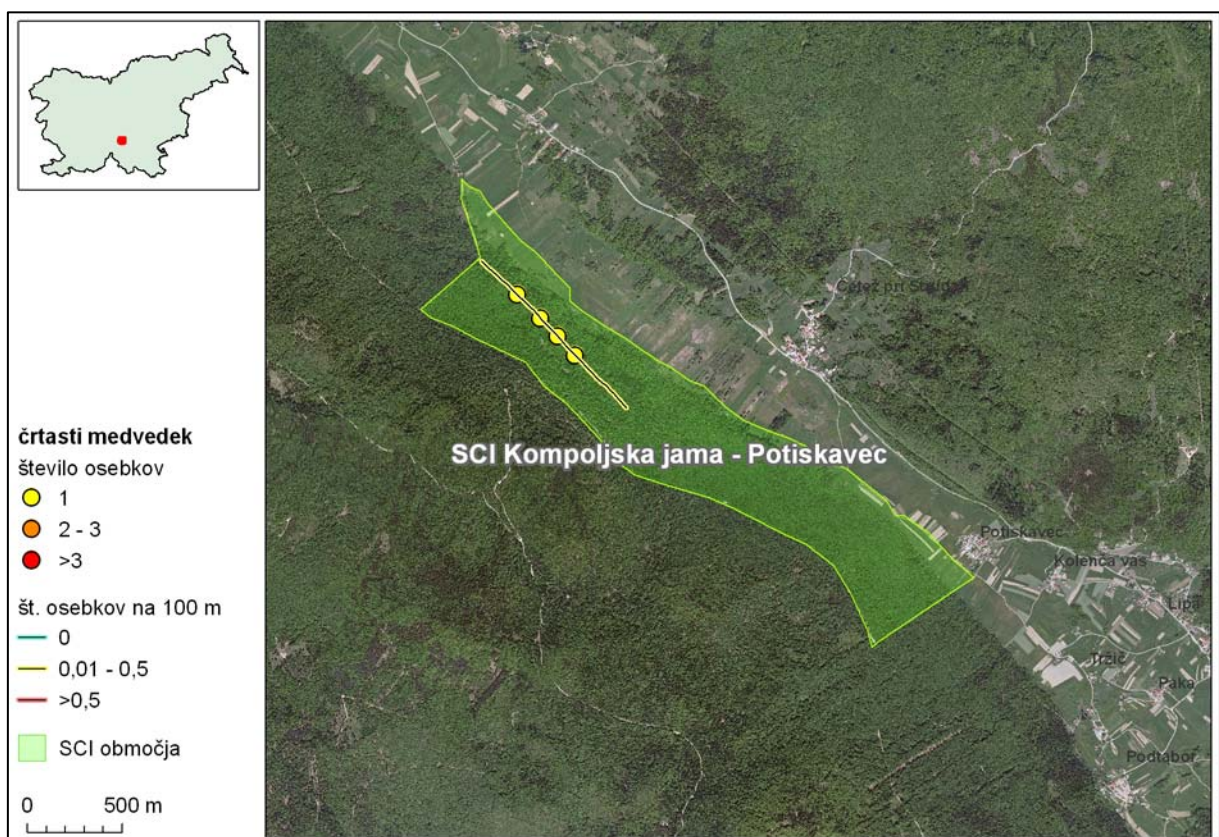 črtasti medvedek
število osebkov
1
2 - 3
>3
št. osebkov na 100 m
0
0,01 - 0,5
>0,5
SCI območja
0 500 m
SCI Kompoljska jama - Potiskavec
Potiskavec
Kolenča vas
Lipa
Tržič
Paka
Podtabor